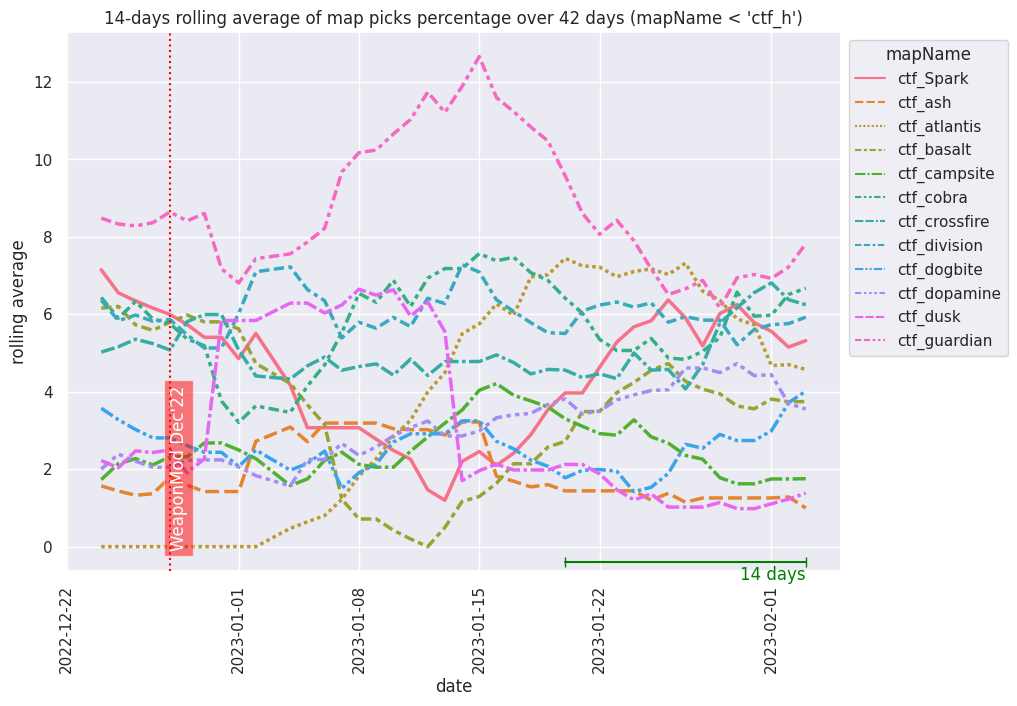 14-days rolling average of map picks percentage over 42 days (mapName < 'ctf_h')
rolling average
12
10
8
6
4
2
0
WeaponMod Dec'22
14 days
2022-12-22
2023-01-01
2023-01-08
2023-01-15
2023-01-22
2023-02-01
date
mapName
ctf_Spark
ctf_ash
ctf_atlantis
ctf_basalt
ctf_campsite
ctf_cobra
ctf_crossfire
ctf_division
ctf_dogbite
ctf_dopamine
ctf_dusk
ctf_guardian